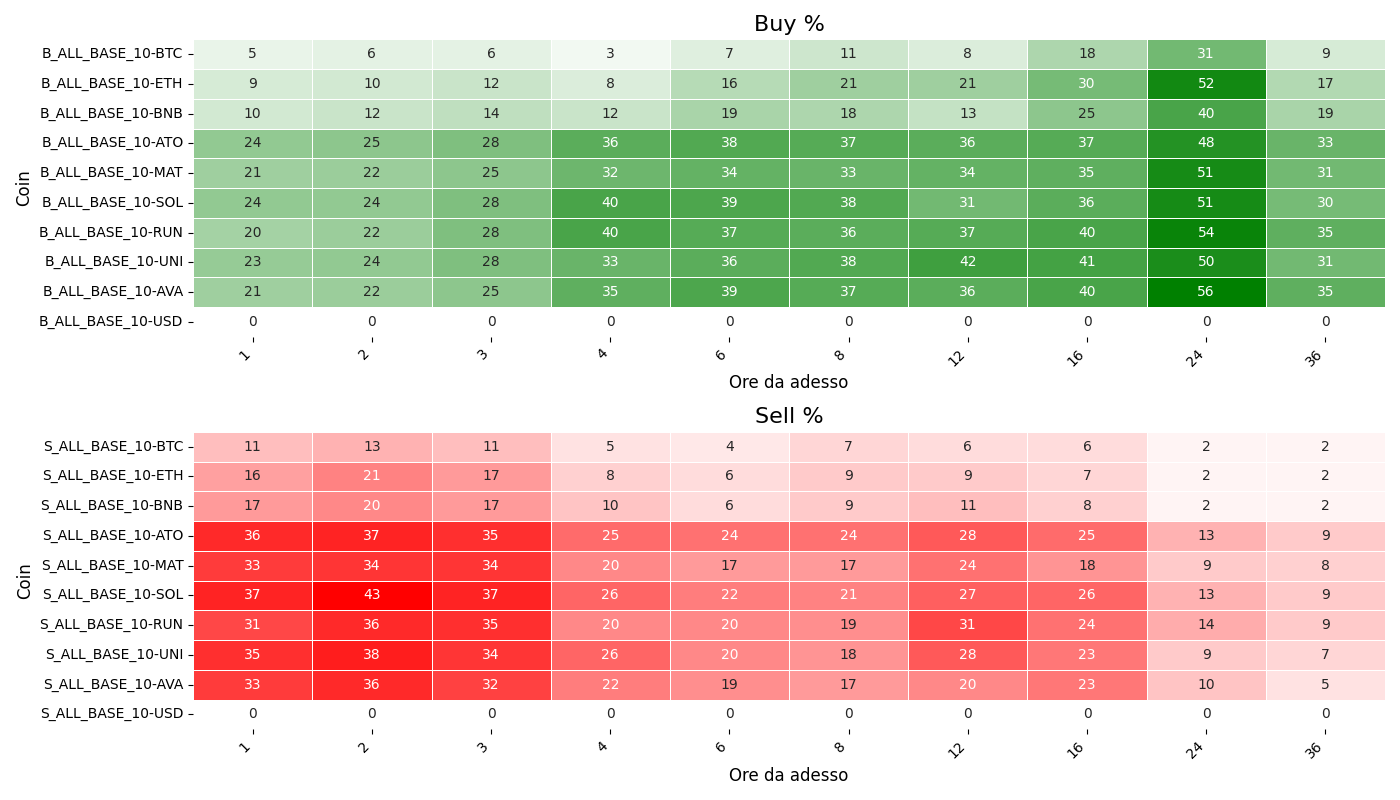 Buy %
Coin
B_ALL_BASE_10-BTC 5 6 6 3 7 11 8 18 31 9
B_ALL_BASE_10-ETH 9 10 12 8 16 21 21 30 52 17
B_ALL_BASE_10-BNB 10 12 14 12 19 18 13 25 40 19
B_ALL_BASE_10-ATO 24 25 28 36 38 37 36 37 48 33
B_ALL_BASE_10-MAT 21 22 25 32 34 33 34 35 51 31
B_ALL_BASE_10-SOL 24 24 28 40 39 38 31 36 51 30
B_ALL_BASE_10-RUN 20 22 28 40 37 36 37 40 54 35
B_ALL_BASE_10-UNI 23 24 28 33 36 38 42 41 50 31
B_ALL_BASE_10-AVA 21 22 25 35 39 37 36 40 56 35
B_ALL_BASE_10-USD 0 0 0 0 0 0 0 0 0 0
1 2 3 4 6 8 12 16 24 36
Ore da adesso
Sell %
Coin
S_ALL_BASE_10-BTC 11 13 11 5 4 7 6 6 2 2
S_ALL_BASE_10-ETH 16 21 17 8 6 9 9 7 2 2
S_ALL_BASE_10-BNB 17 20 17 10 6 9 11 8 2 2
S_ALL_BASE_10-ATO 36 37 35 25 24 24 28 25 13 9
S_ALL_BASE_10-MAT 33 34 34 20 17 17 24 18 9 8
S_ALL_BASE_10-SOL 37 43 37 26 22 21 27 26 13 9
S_ALL_BASE_10-RUN 31 36 35 20 20 19 31 24 14 9
S_ALL_BASE_10-UNI 35 38 34 26 20 18 28 23 9 7
S_ALL_BASE_10-AVA 33 36 32 22 19 17 20 23 10 5
S_ALL_BASE_10-USD 0 0 0 0 0 0 0 0 0 0
1 2 3 4 6 8 12 16 24 36
Ore da adesso